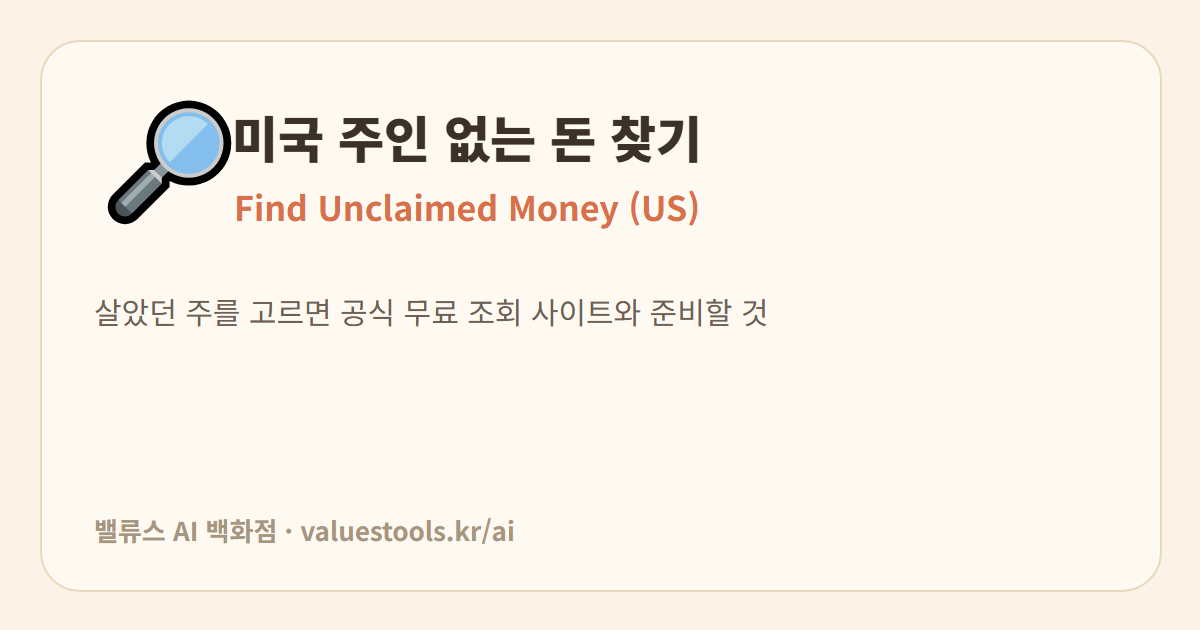 미국 주인 없는 돈 찾기
Find Unclaimed Money (US)
살았던 주를 고르면 공식 무료 조회 사이트와 준비할 것
밸류스 AI 백화점 · valuestools.kr/ai